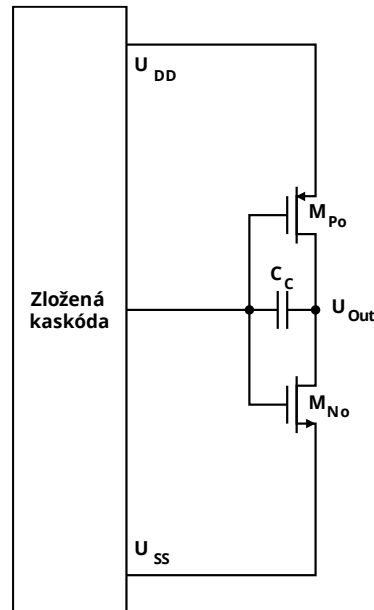 U DD
M Po
C C
Zložená
kaskóda
U Out
M No
U SS